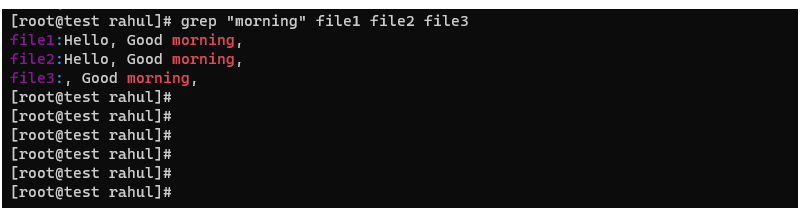 [root@test rahul]# grep "morning" file1 file2 file3
file1:Hello, Good morning,
file2:Hello, Good morning,
file3:, Good morning,
[root@test rahul]#
[root@test rahul]#
[root@test rahul]#
[root@test rahul]#
[root@test rahul]#
[root@test rahul]#